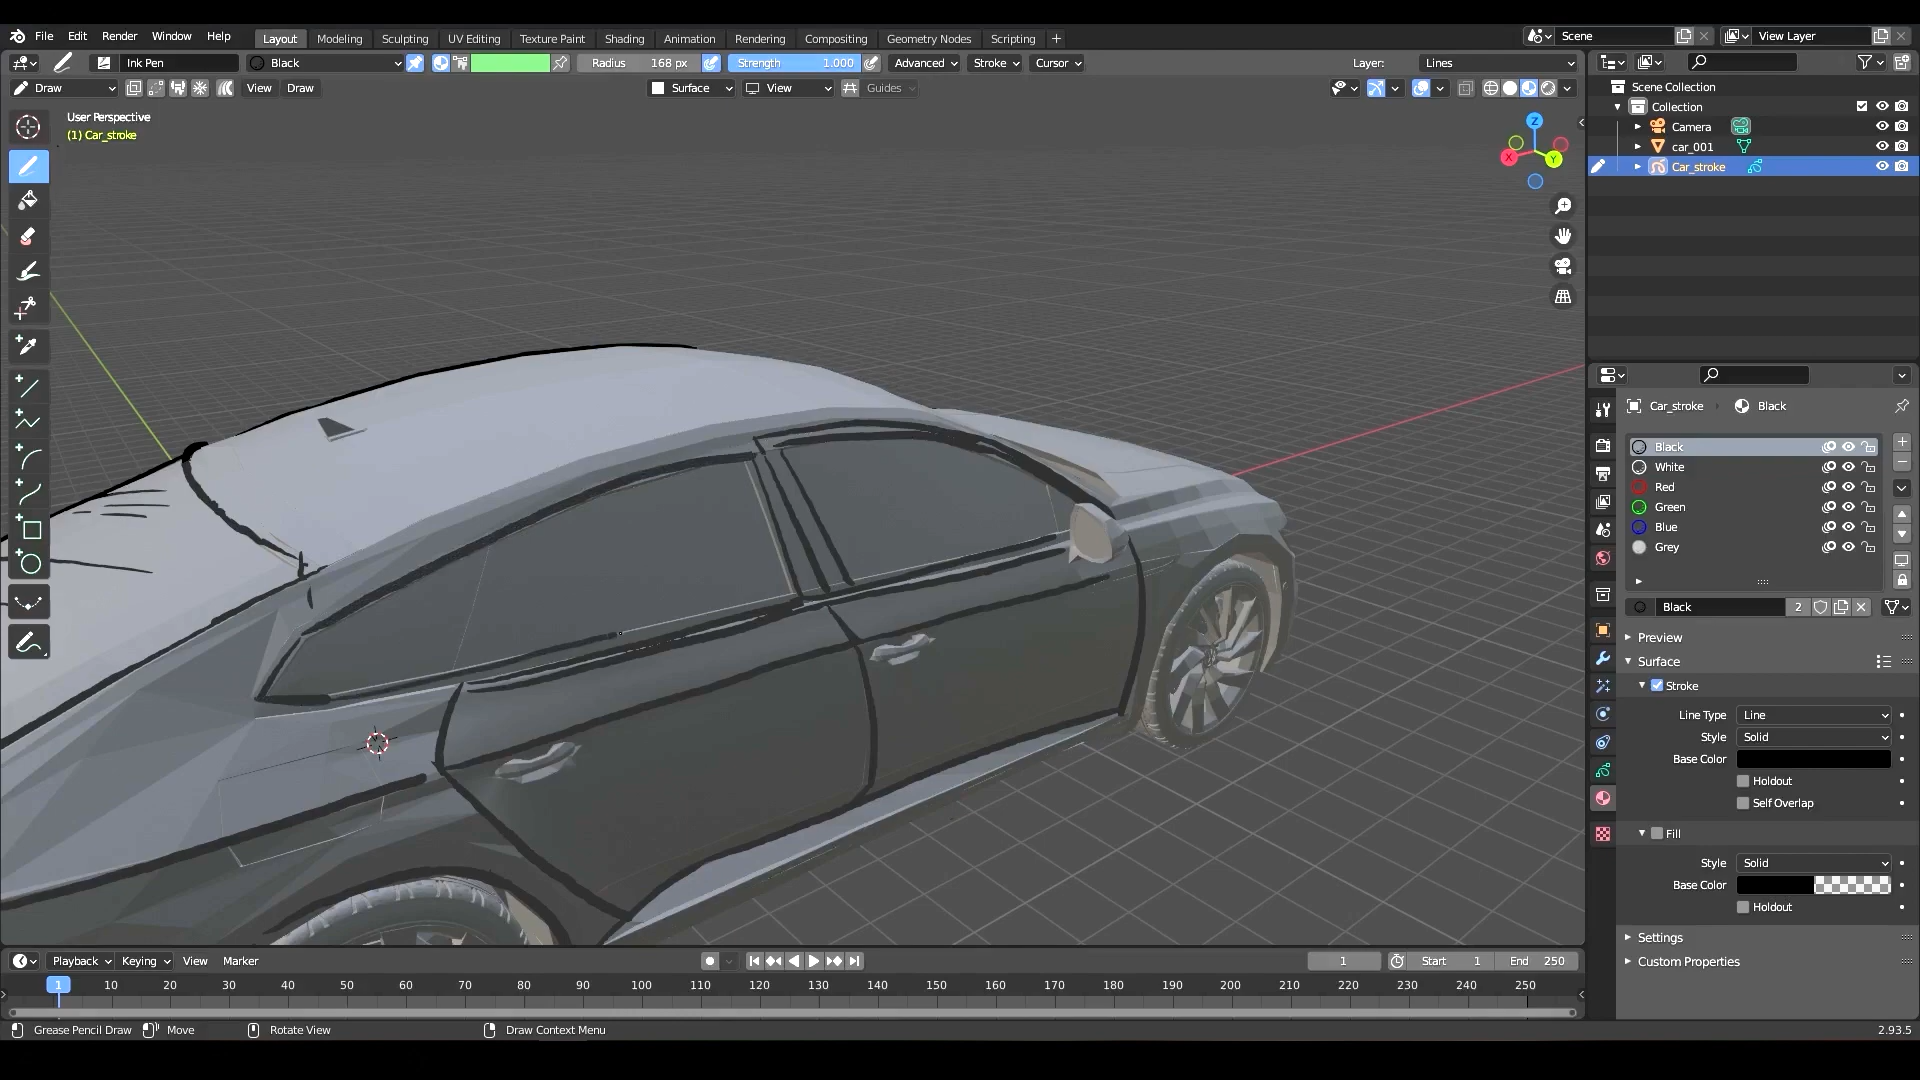 File Edit Render Window Help Layout Modeling Sculpting UV Editing Texture Paint Shading Animation Rendering Compositing Geometry Nodes Scripting + Scene View Layer
Ink Pen Black Radius 168 px Strength 1.000 Advanced Stroke Cursor Layer: Lines
Draw View Draw Surface View Guides
Scene Collection
Collection
Camera
car_001
Car_stroke
User Perspective
(1) Car_stroke
Z
X
Y
Car_stroke Black
Black
White
Red
Green
Blue
Grey
Black 2
Preview
Surface
Stroke
Line Type Line
Style Solid
Base Color
Holdout
Self Overlap
Fill
Style Solid
Base Color
Holdout
Settings
Custom Properties
Playback Keying View Marker 1 Start 1 End 250
1 10 20 30 40 50 60 70 80 90 100 110 120 130 140 150 160 170 180 190 200 210 220 230 240 250
Grease Pencil Draw Move Rotate View Draw Context Menu 2.93.5